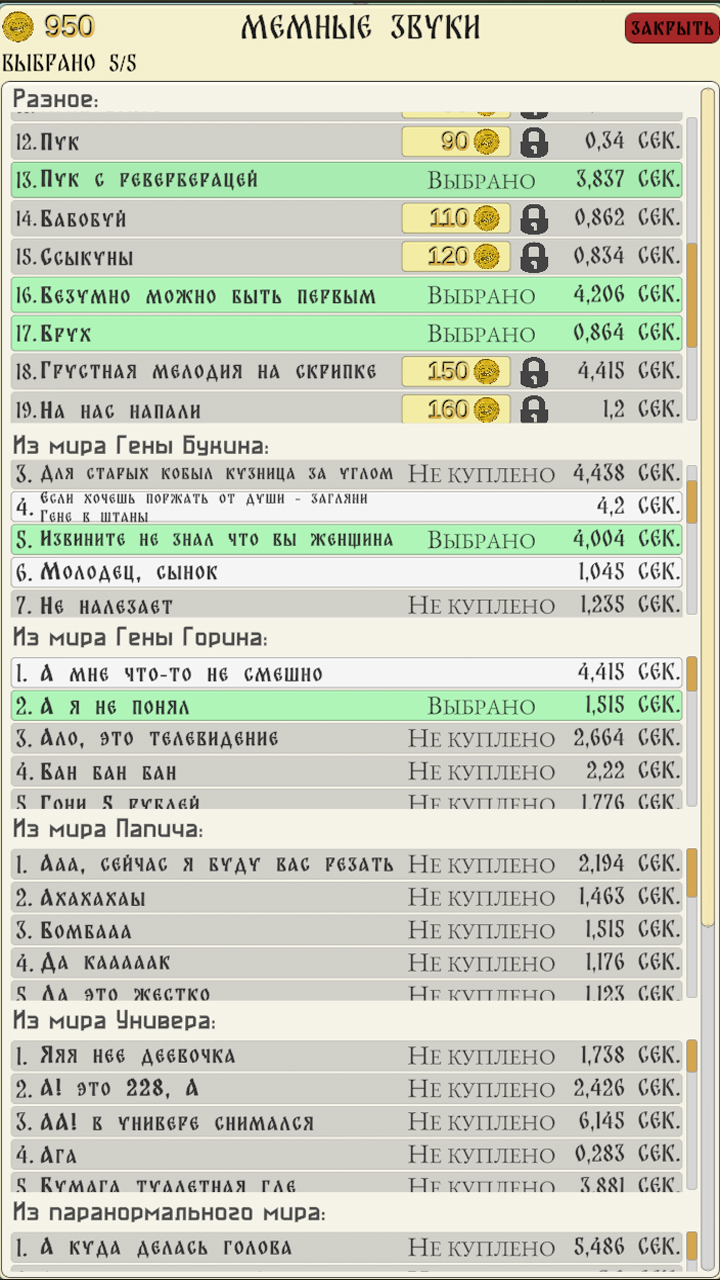 950 МЕМНЫЕ ЗВУКИ ЗАКРЫТЬ
ВЫБРАНО 5/5
Разное:
12. Пук 90 0,34 СЕК.
13. Пук с реверберацей Выбрано 3,837 СЕК.
14. Бабобуй 110 0,862 СЕК.
15. Ссыкуны 120 0,834 СЕК.
16. Безумно можно быть первым Выбрано 4,206 СЕК.
17. Брух Выбрано 0,864 СЕК.
18. Грустная мелодия на скрипке 150 4,415 СЕК.
19. На нас напали 160 1,2 СЕК.
Из мира Гены Букина:
3. Для старых кобыл кузница за углом Не куплено 4,438 СЕК.
4. Если хочешь поржать от души - загляни
Гене в штаны 4,2 СЕК.
5. Извините не знал что вы женщина Выбрано 4,004 СЕК.
6. Молодец, сынок 1,045 СЕК.
7. Не налезает Не куплено 1,235 СЕК.
Из мира Гены Горина:
1. А мне что-то не смешно 4,415 СЕК.
2. А я не понял Выбрано 1,515 СЕК.
3. Ало, это телевидение Не куплено 2,664 СЕК.
4. Бан бан бан Не куплено 2,22 СЕК.
5 Гони 5 рублей Не куплено 1,776 СЕК.
Из мира Папича:
1. Ааа, сейчас я буду вас резать Не куплено 2,194 СЕК.
2. Ахахахаы Не куплено 1,463 СЕК.
3. Бомбааа Не куплено 1,515 СЕК.
4. Да кааааак Не куплено 1,176 СЕК.
5 Да это жестко Не куплено 1,123 СЕК.
Из мира Универа:
1. Яяя нее деевочка Не куплено 1,738 СЕК.
2. А! это 228, А Не куплено 2,426 СЕК.
3. АА! в универе снимался Не куплено 6,145 СЕК.
4. Ага Не куплено 0,283 СЕК.
5 Бумага туалетная где Не куплено 3,881 СЕК.
Из паранормального мира:
1. А куда делась голова Не куплено 5,486 СЕК.